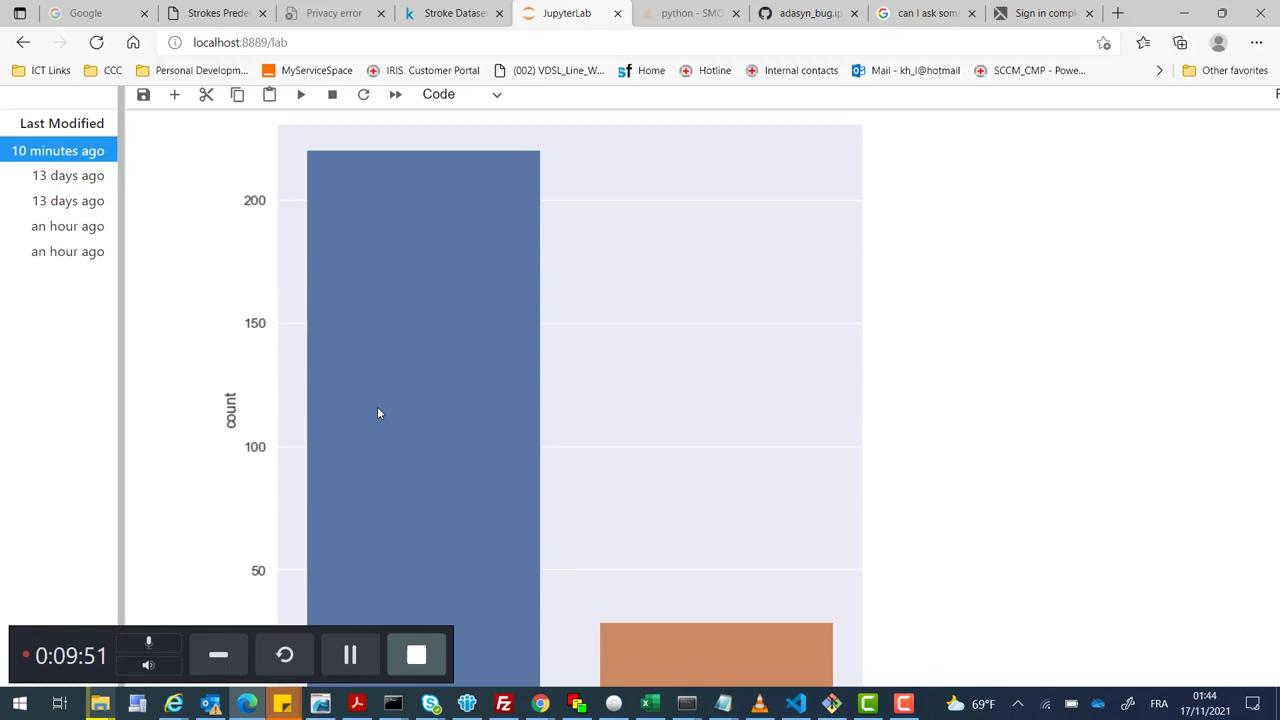 Google
Strokes Prede
Privacy error
Stroke Dataset
JupyterLab
python - SMC
adasyn_bug.ip
can I ask som
Sign in comple
localhost:8889/lab
ICT Links
CCC
Personal Developm...
MyServiceSpace
IRIS Customer Portal
(002) VDSL_Line_W...
Home
Hotline
Internal contacts
Mail - kh_l@hotmail
SCCM_CMP - Powe...
Other favorites
Code
Last Modified
10 minutes ago
13 days ago
13 days ago
an hour ago
an hour ago
200
150
100
50
count
0:09:51
69°F
FRA
01:44
17/11/2021